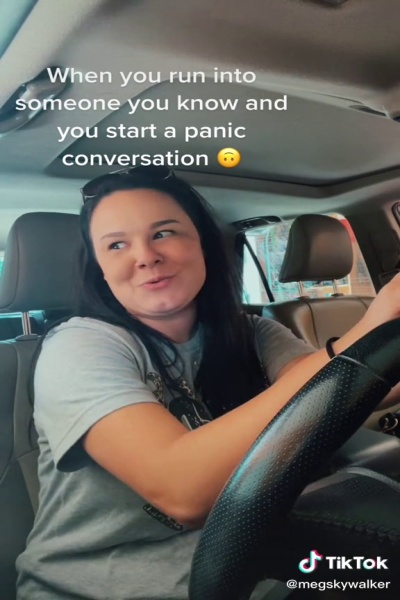 When you run into
someone you know and
you start a panic
conversation 🙃
TikTok
@megskywalker